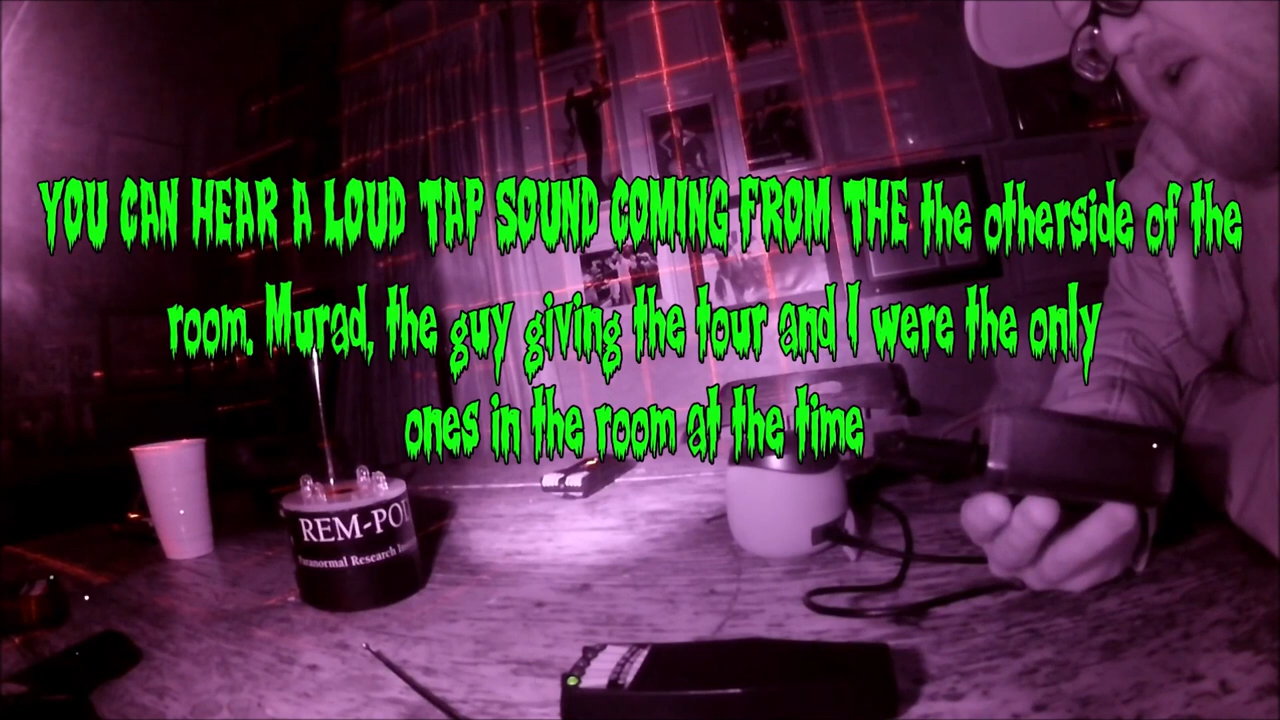 YOU CAN HEAR A LOUD TAP SOUND COMING FROM THE the otherside of the
room. Murad, the guy giving the tour and I were the only
ones in the room at the time
REM-POD
Paranormal Research